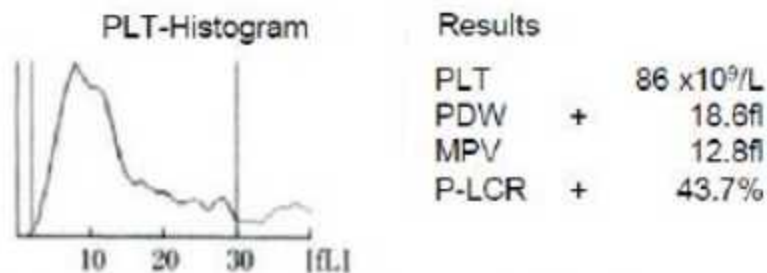 PLT-Histogram
10 20 30 [fL]
Results
PLT 86 x10⁹/L
PDW + 18.6fl
MPV 12.8fl
P-LCR + 43.7%